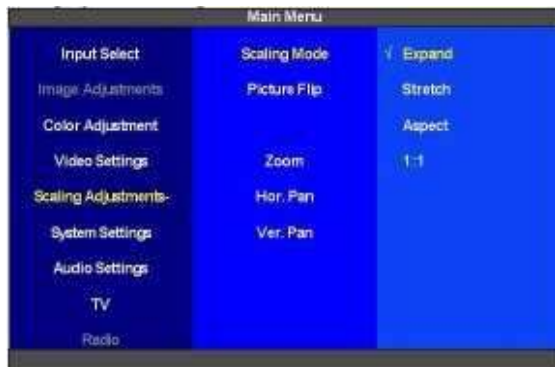 Main Menu
Input Select
Image Adjustments
Color Adjustment
Video Settings
Scaling Adjustments-
System Settings
Audio Settings
TV
Radio
Scaling Mode
Picture Flip
Zoom
Hor. Pan
Ver. Pan
√ Expand
Stretch
Aspect
1:1